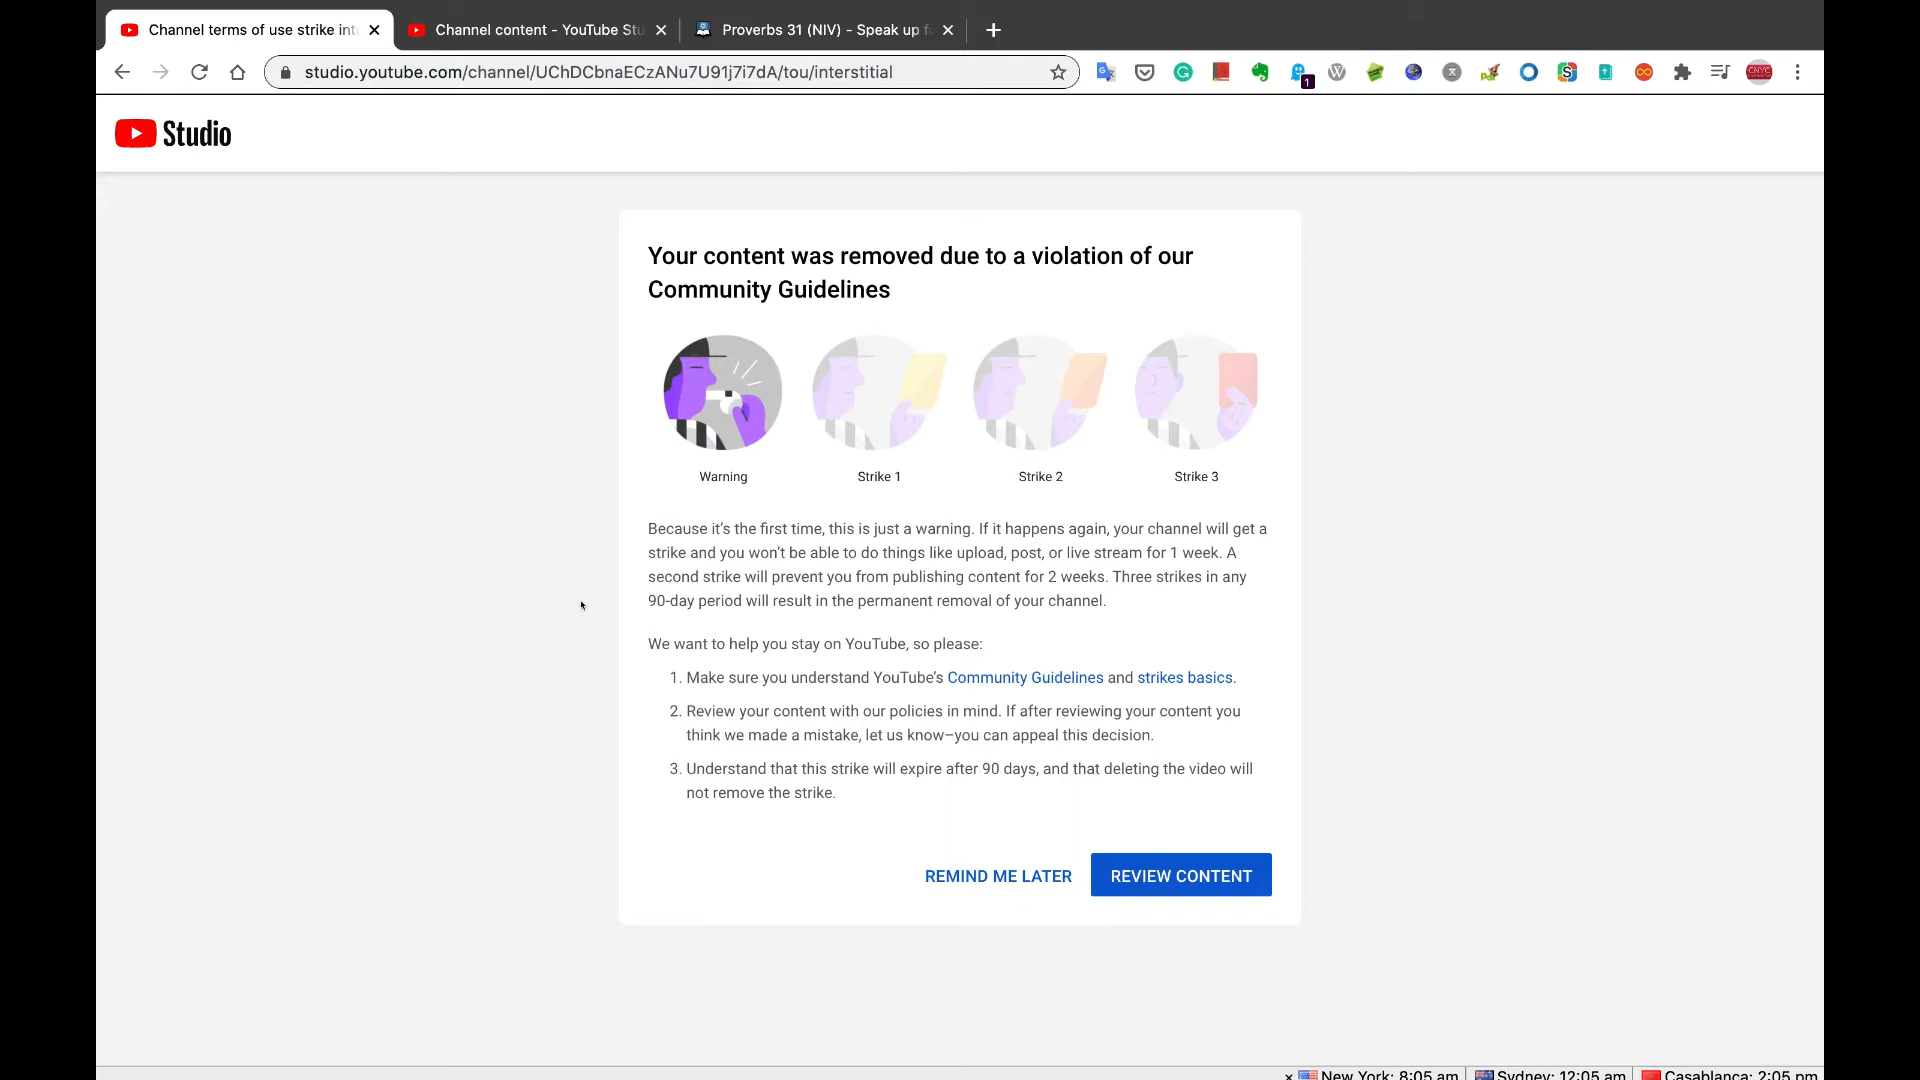 Channel terms of use strike int
Channel content - YouTube Stu
Proverbs 31 (NIV) - Speak up f
studio.youtube.com/channel/UChDCbnaECzANu7U91j7i7dA/tou/interstitial
1
CNYC
Studio
Your content was removed due to a violation of our
Community Guidelines
Warning
Strike 1
Strike 2
Strike 3
Because it’s the first time, this is just a warning. If it happens again, your channel will get a
strike and you won’t be able to do things like upload, post, or live stream for 1 week. A
second strike will prevent you from publishing content for 2 weeks. Three strikes in any
90-day period will result in the permanent removal of your channel.
We want to help you stay on YouTube, so please:
1. Make sure you understand YouTube’s Community Guidelines and strikes basics.
2. Review your content with our policies in mind. If after reviewing your content you
think we made a mistake, let us know–you can appeal this decision.
3. Understand that this strike will expire after 90 days, and that deleting the video will
not remove the strike.
REMIND ME LATER
REVIEW CONTENT
New York: 8:05 am
Sydney: 12:05 am
Casablanca: 2:05 pm